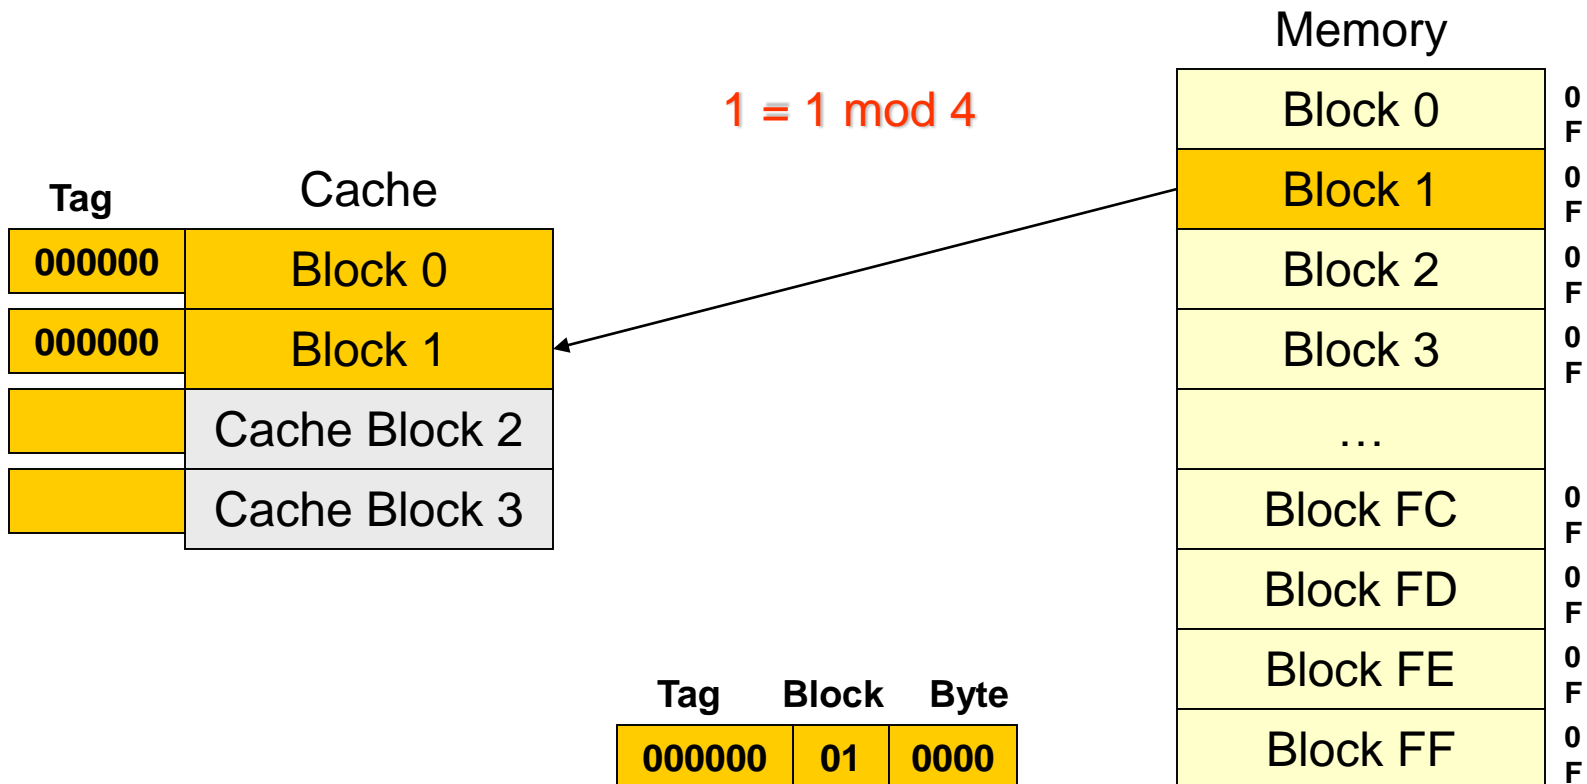 Memory
1 = 1 mod 4
Block 0
0
F
Block 1
0
F
Block 2
0
F
Block 3
0
F
…
Block FC
0
F
Block FD
0
F
Block FE
0
F
Block FF
0
F
Tag Cache
000000 Block 0
000000 Block 1
Cache Block 2
Cache Block 3
Tag Block Byte
000000 01 0000